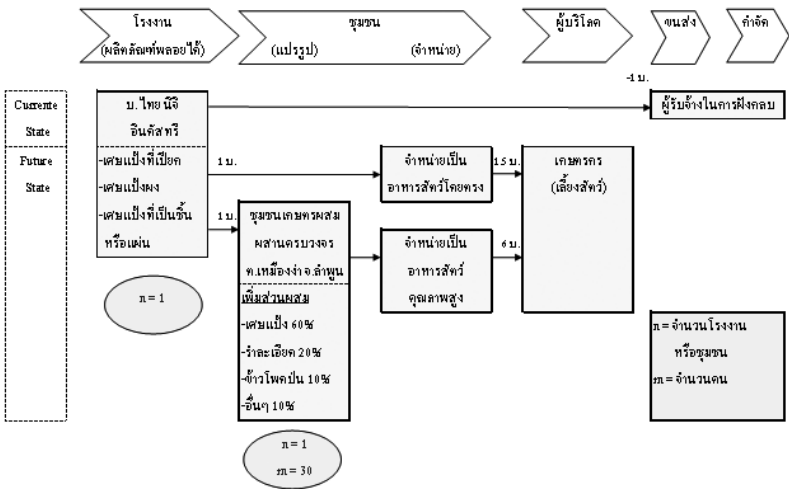 โรงงาน
(ผลิตภัณฑ์พลอยได้)
ชุมชน
(แปรรูป) (จำหน่าย)
ผู้บริโภค
ขนส่ง
กำจัด
-1 บ.
Currente
State
บ. ไทย นิจิ
อินดัสทรี
ผู้รับจ้างในการฝังกลบ
Future
State
-เศษแป้งที่เปียก
-เศษแป้งผง
-เศษแป้งที่เป็นชิ้น
หรือแผ่น
1 บ.
จำหน่ายเป็น
อาหารสัตว์โดยตรง
1.5 บ.
เกษตรกร
(เลี้ยงสัตว์)
1 บ.
ชุมชนเกษตรผสม
ผสานครบวงจร
ต.เหมืองง่า จ.ลำพูน
เพิ่มส่วนผสม
-เศษแป้ง 60%
-รำละเอียด 20%
-ข้าวโพดป่น 10%
-อื่นๆ 10%
จำหน่ายเป็น
อาหารสัตว์
คุณภาพสูง
6 บ.
n = 1
n = จำนวนโรงงาน
หรือชุมชน
m = จำนวนคน
n = 1
m = 30